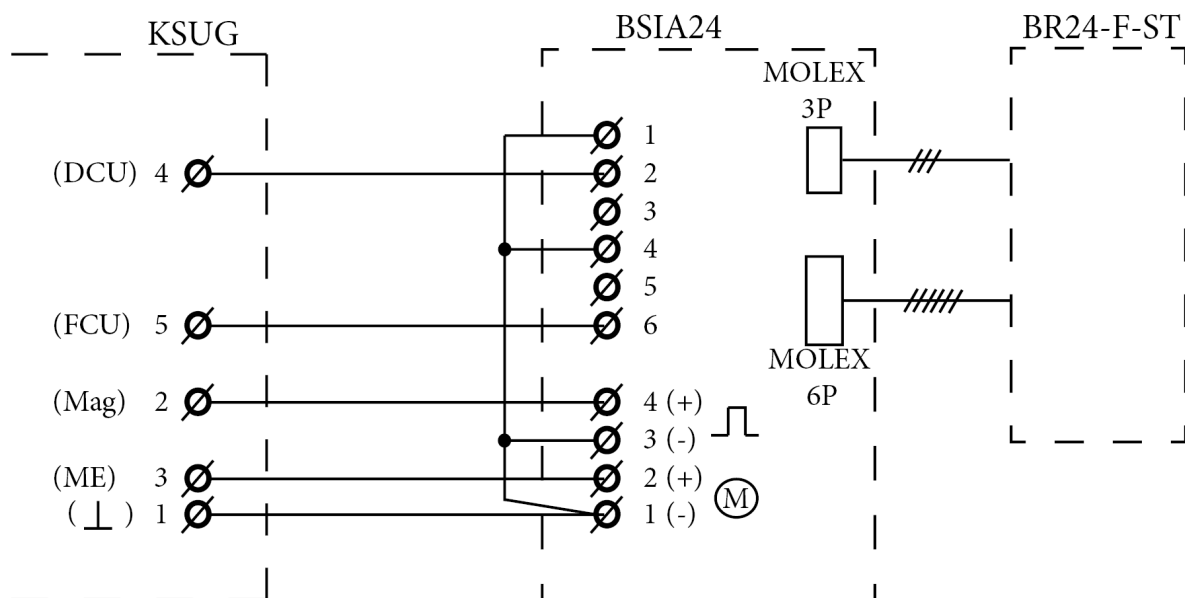 KSUG
BSIA24
BR24-F-ST
MOLEX
3P
1
(DCU) 4
2
3
4
5
(FCU) 5
6
MOLEX
6P
(Mag) 2
4 (+)
3 (-)
(ME) 3
2 (+)
M
(⊥) 1
1 (-)